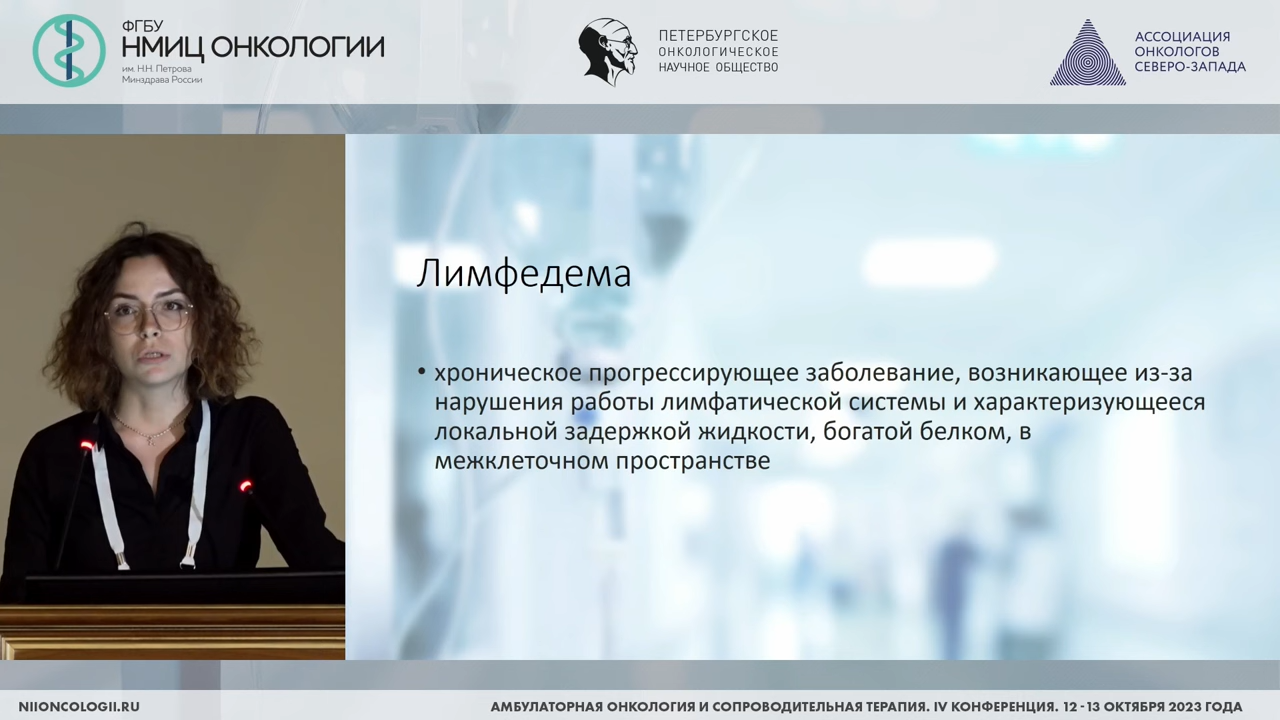 ФГБУ
НМИЦ ОНКОЛОГИИ
им. Н.Н. Петрова
Минздрава России
ПЕТЕРБУРГСКОЕ
ОНКОЛОГИЧЕСКОЕ
НАУЧНОЕ ОБЩЕСТВО
АССОЦИАЦИЯ
ОНКОЛОГОВ
СЕВЕРО-ЗАПАДА
Лимфедема
• хроническое прогрессирующее заболевание, возникающее из-за
нарушения работы лимфатической системы и характеризующееся
локальной задержкой жидкости, богатой белком, в
межклеточном пространстве
NIIONCOLOGII.RU
АМБУЛАТОРНАЯ ОНКОЛОГИЯ И СОПРОВОДИТЕЛЬНАЯ ТЕРАПИЯ. IV КОНФЕРЕНЦИЯ. 12 - 13 ОКТЯБРЯ 2023 ГОДА